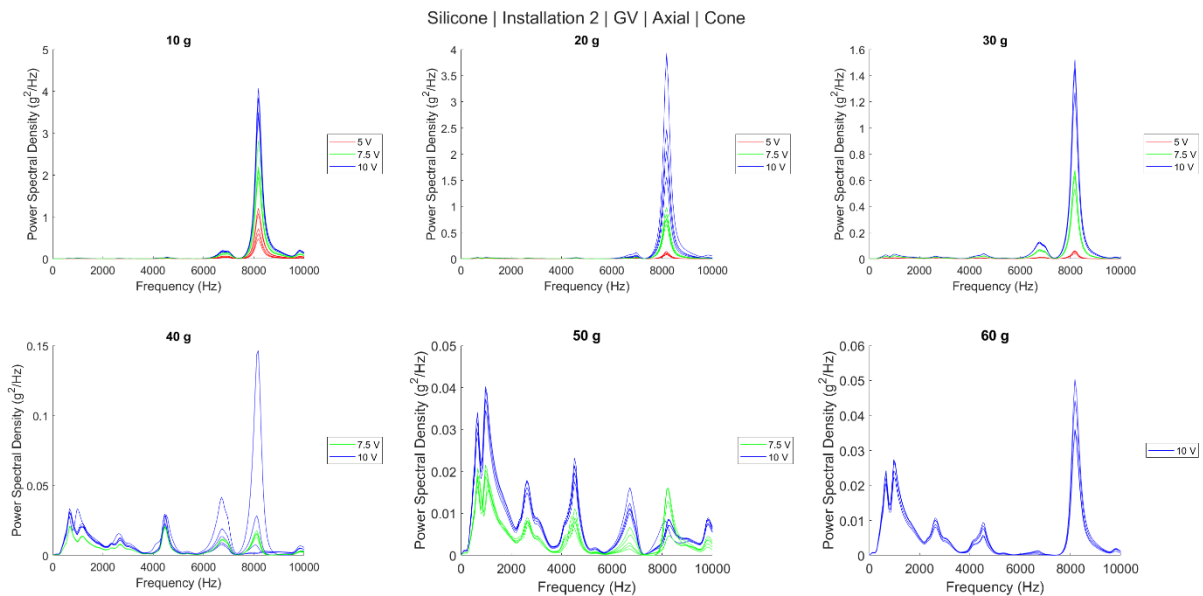 Silicone | Installation 2 | GV | Axial | Cone
10 g
5
4
3
2
1
0
0 2000 4000 6000 8000 10000
Power Spectral Density (g²/Hz)
Frequency (Hz)
5 V
7.5 V
10 V
20 g
4
3.5
3
2.5
2
1.5
1
0.5
0
0 2000 4000 6000 8000 10000
Power Spectral Density (g²/Hz)
Frequency (Hz)
5 V
7.5 V
10 V
30 g
1.6
1.4
1.2
1
0.8
0.6
0.4
0.2
0
0 2000 4000 6000 8000 10000
Power Spectral Density (g²/Hz)
Frequency (Hz)
5 V
7.5 V
10 V
40 g
0.15
0.1
0.05
0
0 2000 4000 6000 8000 10000
Power Spectral Density (g²/Hz)
Frequency (Hz)
7.5 V
10 V
50 g
0.05
0.04
0.03
0.02
0.01
0
0 2000 4000 6000 8000 10000
Power Spectral Density (g²/Hz)
Frequency (Hz)
7.5 V
10 V
60 g
0.06
0.05
0.04
0.03
0.02
0.01
0
0 2000 4000 6000 8000 10000
Power Spectral Density (g²/Hz)
Frequency (Hz)
10 V